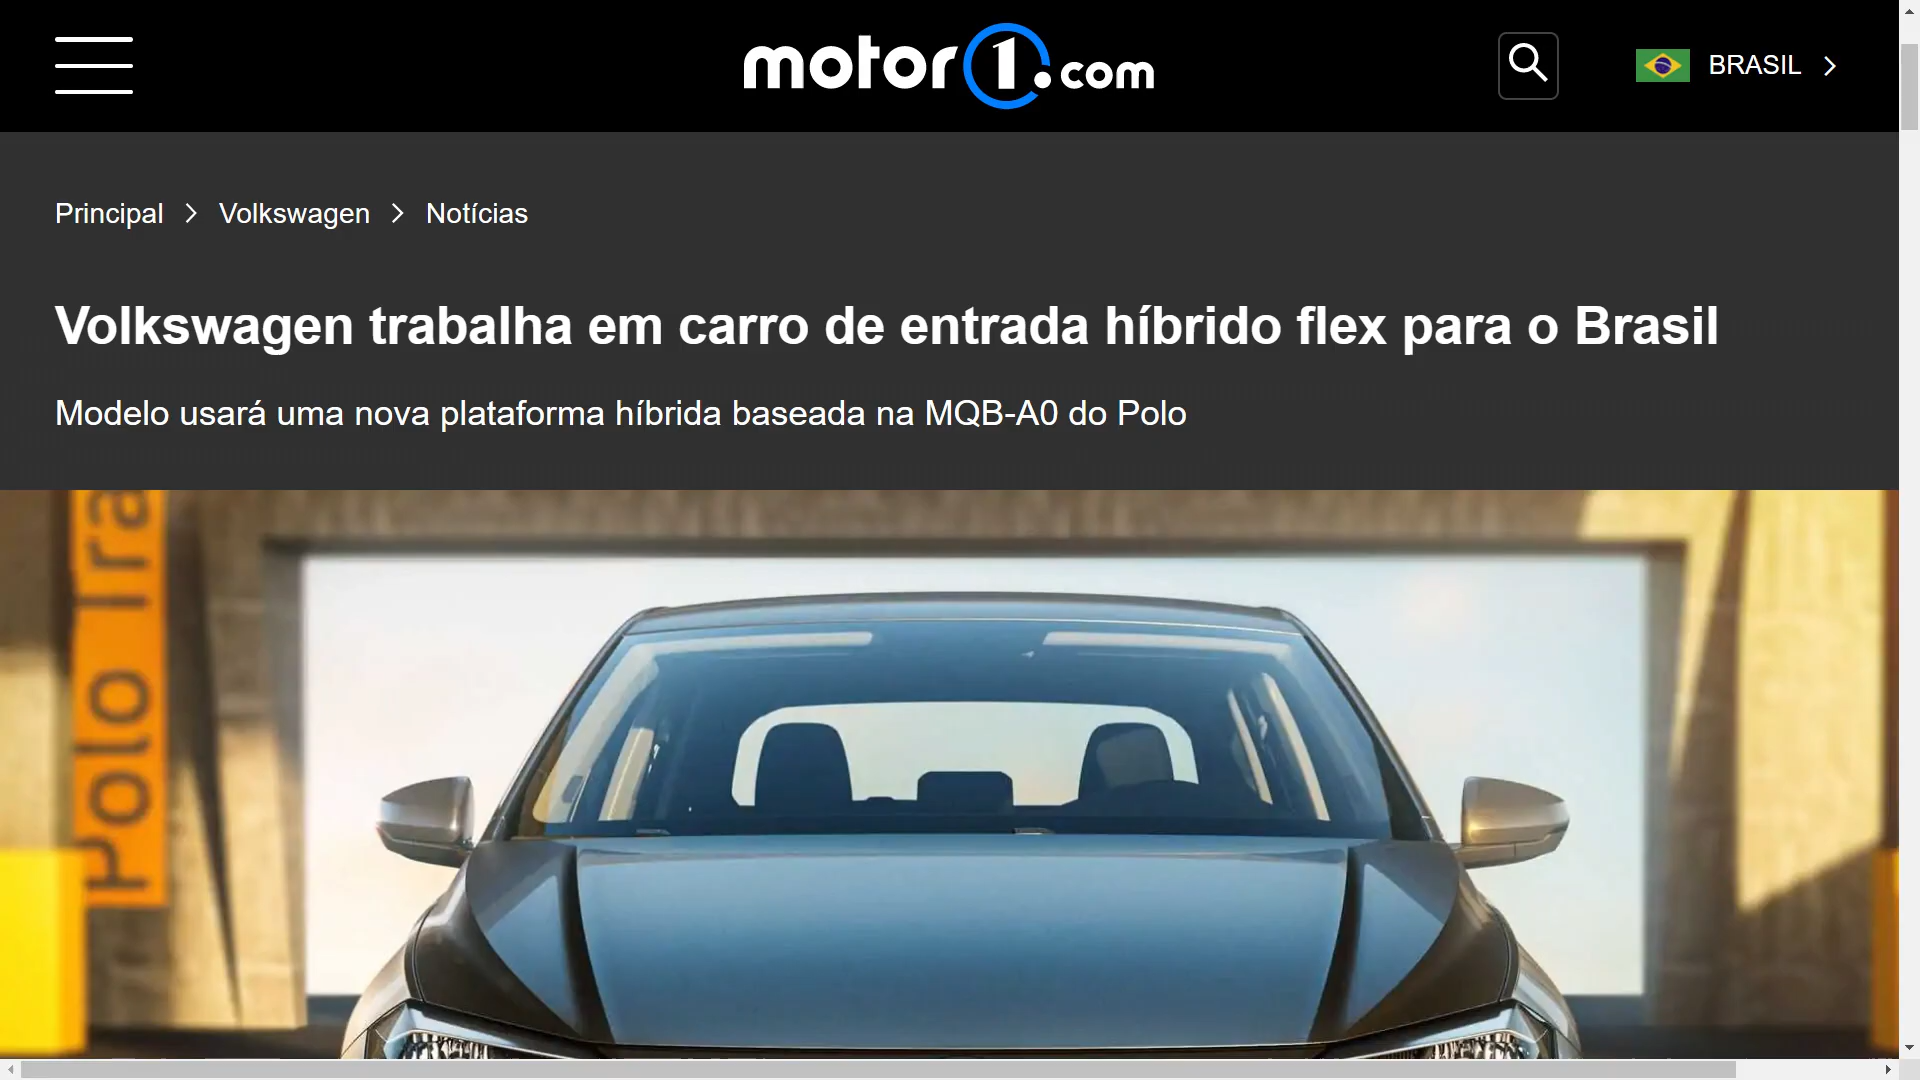 motor1.com
BRASIL
Principal
Volkswagen
Notícias
Volkswagen trabalha em carro de entrada híbrido flex para o Brasil
Modelo usará uma nova plataforma híbrida baseada na MQB-A0 do Polo
Polo Tra